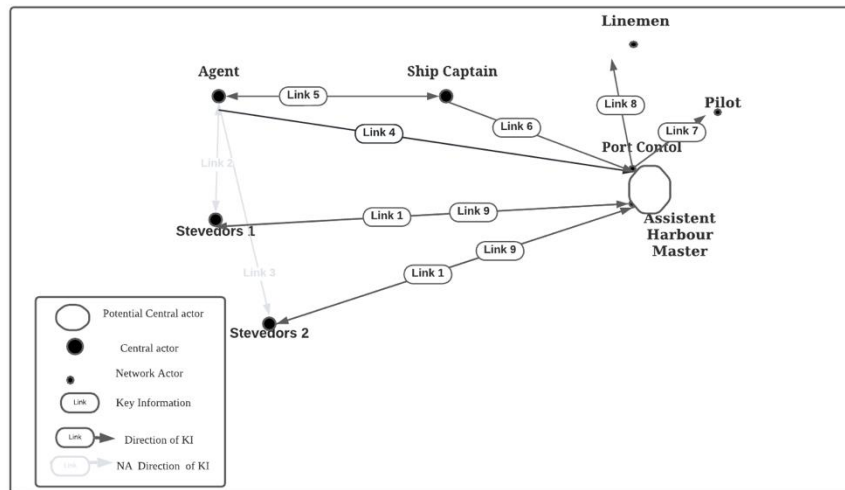 Linemen
Agent
Ship Captain
Link 5
Link 8
Pilot
Link 6
Link 7
Link 4
Port Contol
Link 2
Link 1
Link 9
Stevedors 1
Assistent
Harbour
Master
Link 9
Link 3
Link 1
Stevedors 2
Potential Central actor
Central actor
Network Actor
Link
Key Information
Link
Direction of KI
Link
NA Direction of KI